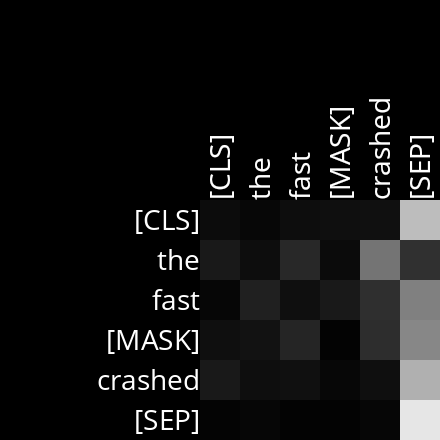 [CLS] the fast [MASK] crashed [SEP]
[CLS]
the
fast
[MASK]
crashed
[SEP]